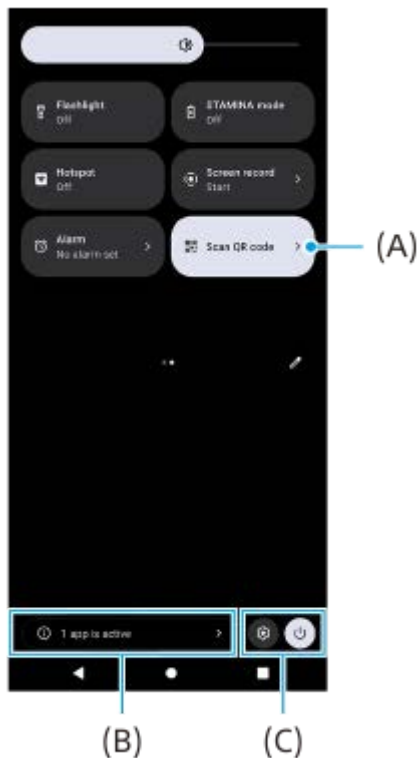 Flashlight
Off
STAMINA mode
Off
Hotspot
Off
Screen record
Start
Alarm
No alarm set
Scan QR code
(A)
1 app is active
(B)
(C)